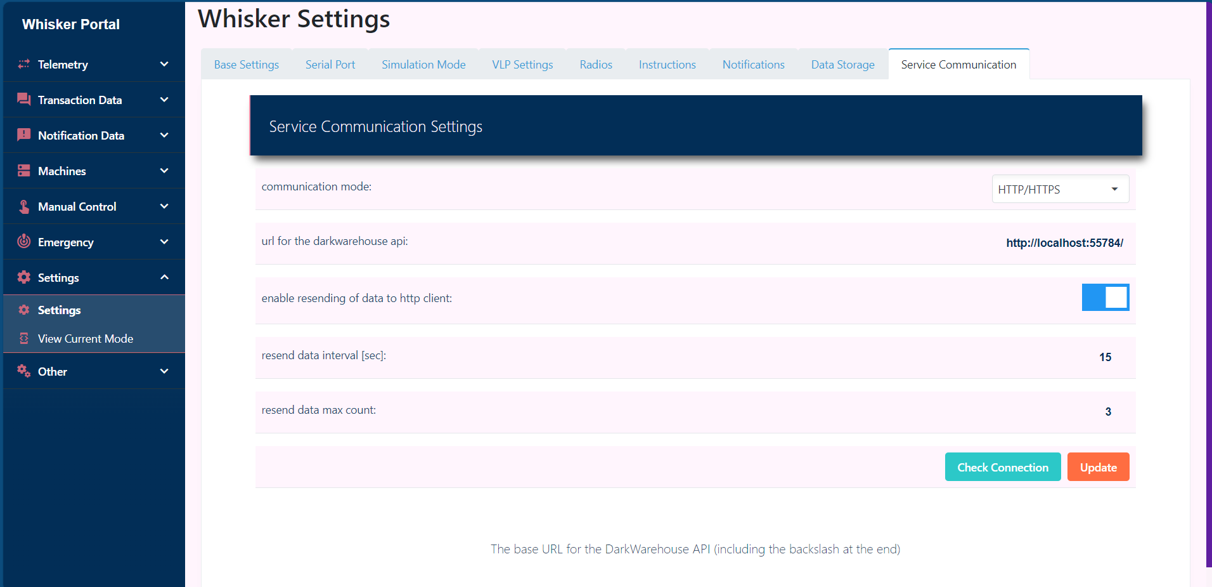 Whisker Portal
Telemetry
Transaction Data
Notification Data
Machines
Manual Control
Emergency
Settings
Settings
View Current Mode
Other
Whisker Settings
Base Settings Serial Port Simulation Mode VLP Settings Radios Instructions Notifications Data Storage Service Communication
Service Communication Settings
communication mode: HTTP/HTTPS
url for the darkwarehouse api: http://localhost:55784/
enable resending of data to http client:
resend data interval [sec]: 15
resend data max count: 3
Check Connection Update
The base URL for the DarkWarehouse API (including the backslash at the end)